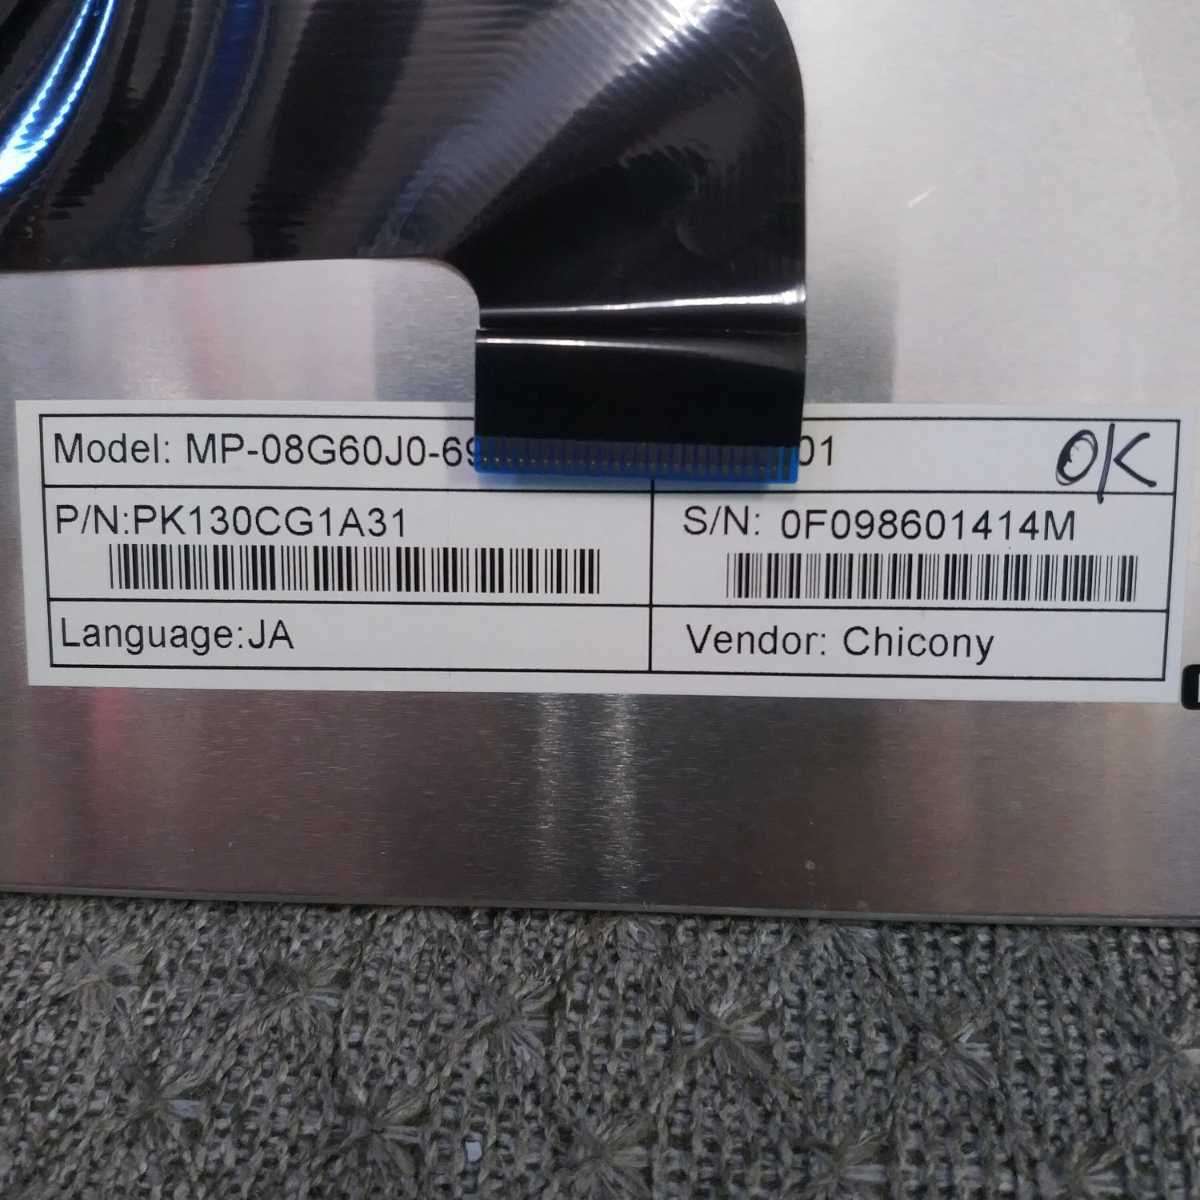 Model: MP-08G60J0-69 01
OK
P/N:PK130CG1A31
S/N: 0F098601414M
Language:JA
Vendor: Chicony